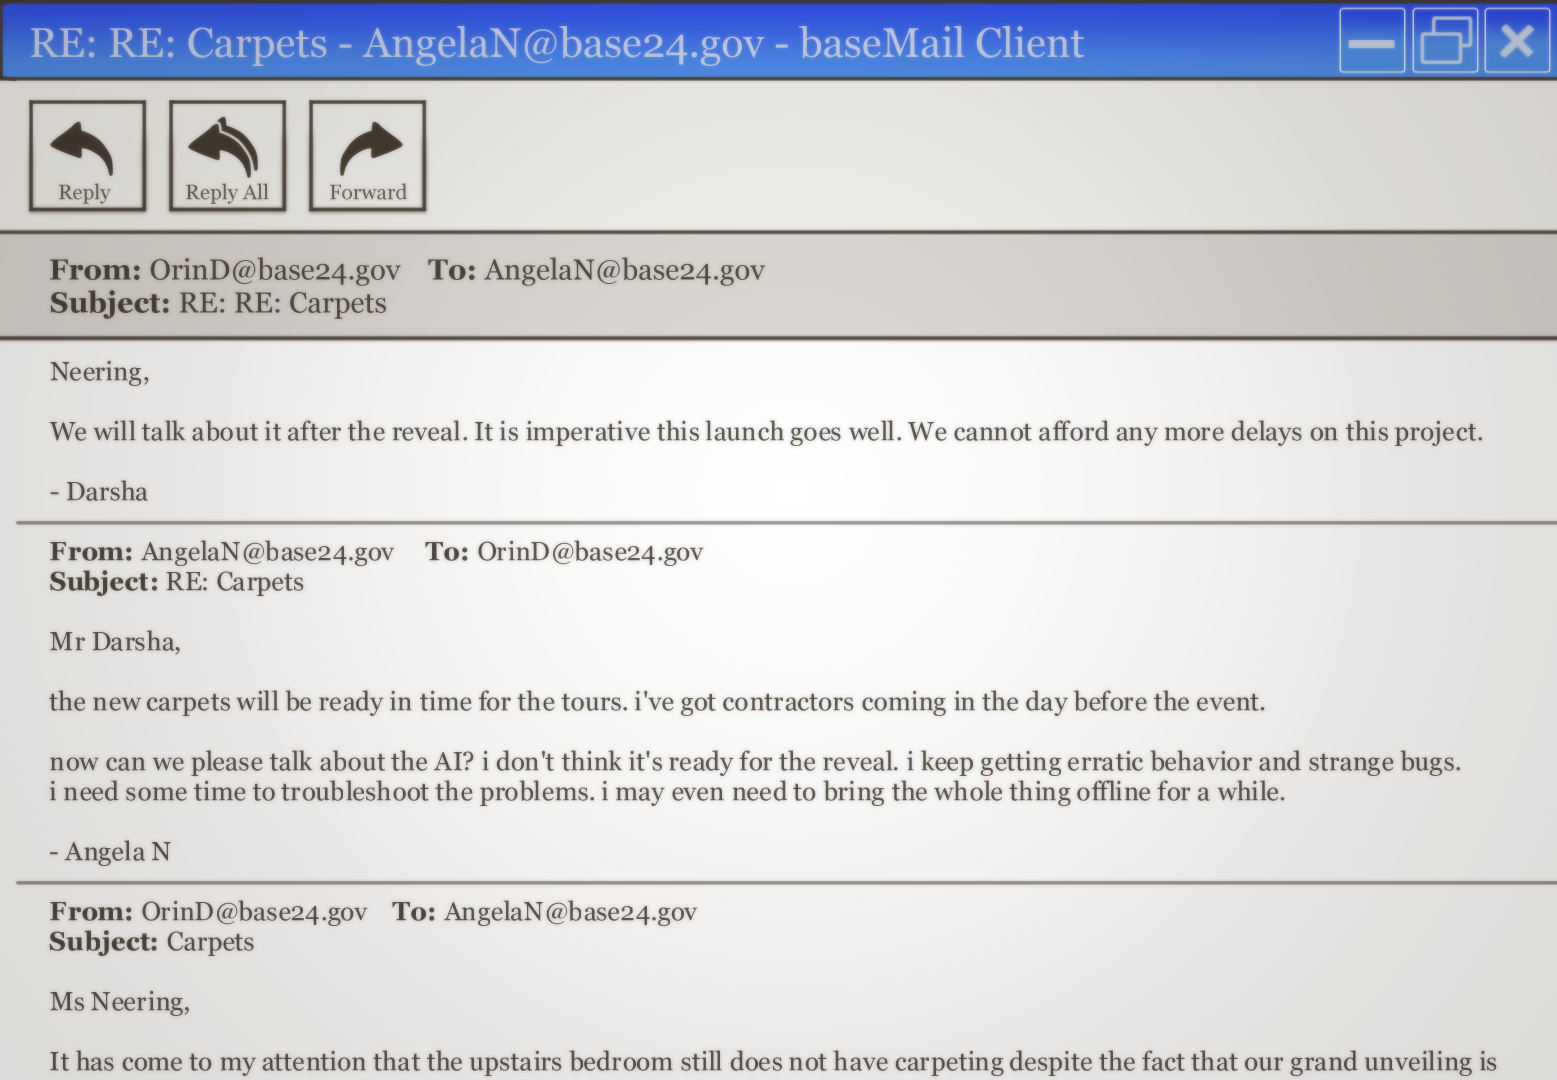 RE: RE: Carpets - AngelaN@base24.gov - baseMail Client
Reply
Reply All
Forward
From: OrinD@base24.gov To: AngelaN@base24.gov
Subject: RE: RE: Carpets
Neering,
We will talk about it after the reveal. It is imperative this launch goes well. We cannot afford any more delays on this project.
- Darsha
From: AngelaN@base24.gov To: OrinD@base24.gov
Subject: RE: Carpets
Mr Darsha,
the new carpets will be ready in time for the tours. i've got contractors coming in the day before the event.
now can we please talk about the AI? i don't think it's ready for the reveal. i keep getting erratic behavior and strange bugs.
i need some time to troubleshoot the problems. i may even need to bring the whole thing offline for a while.
- Angela N
From: OrinD@base24.gov To: AngelaN@base24.gov
Subject: Carpets
Ms Neering,
It has come to my attention that the upstairs bedroom still does not have carpeting despite the fact that our grand unveiling is